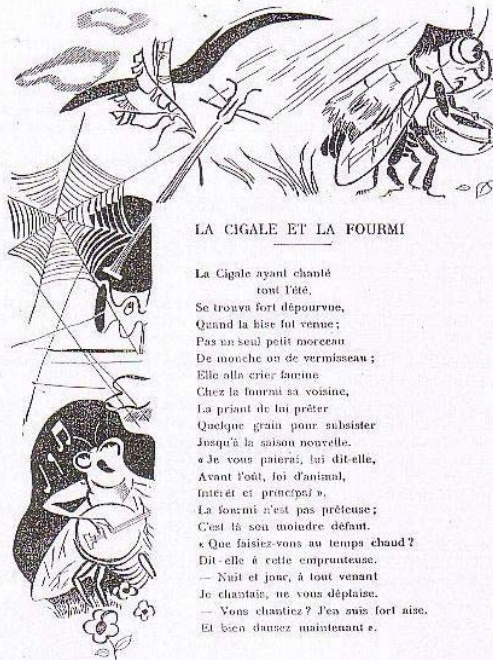 LA CIGALE ET LA FOURMI
La Cigale ayant chanté
tout l'été,
Se trouva fort dépourvue,
Quand la bise fut venue ;
Pas un seul petit morceau
De mouche ou de vermisseau ;
Elle alla crier famine
Chez la fourmi sa voisine,
La priant de lui prêter
Quelque grain pour subsister
Jusqu'à la saison nouvelle.
« Je vous paierai, lui dit-elle,
Avant l'oût, foi d'animal,
Intérêt et principal ».
La fourmi n'est pas prêteuse ;
C'est là son moindre défaut.
« Que faisiez-vous au temps chaud ?
Dit-elle à cette emprunteuse.
— Nuit et jour, à tout venant
Je chantais, ne vous déplaise.
— Vous chantiez ? J'en suis fort aise.
Et bien dansez maintenant ».